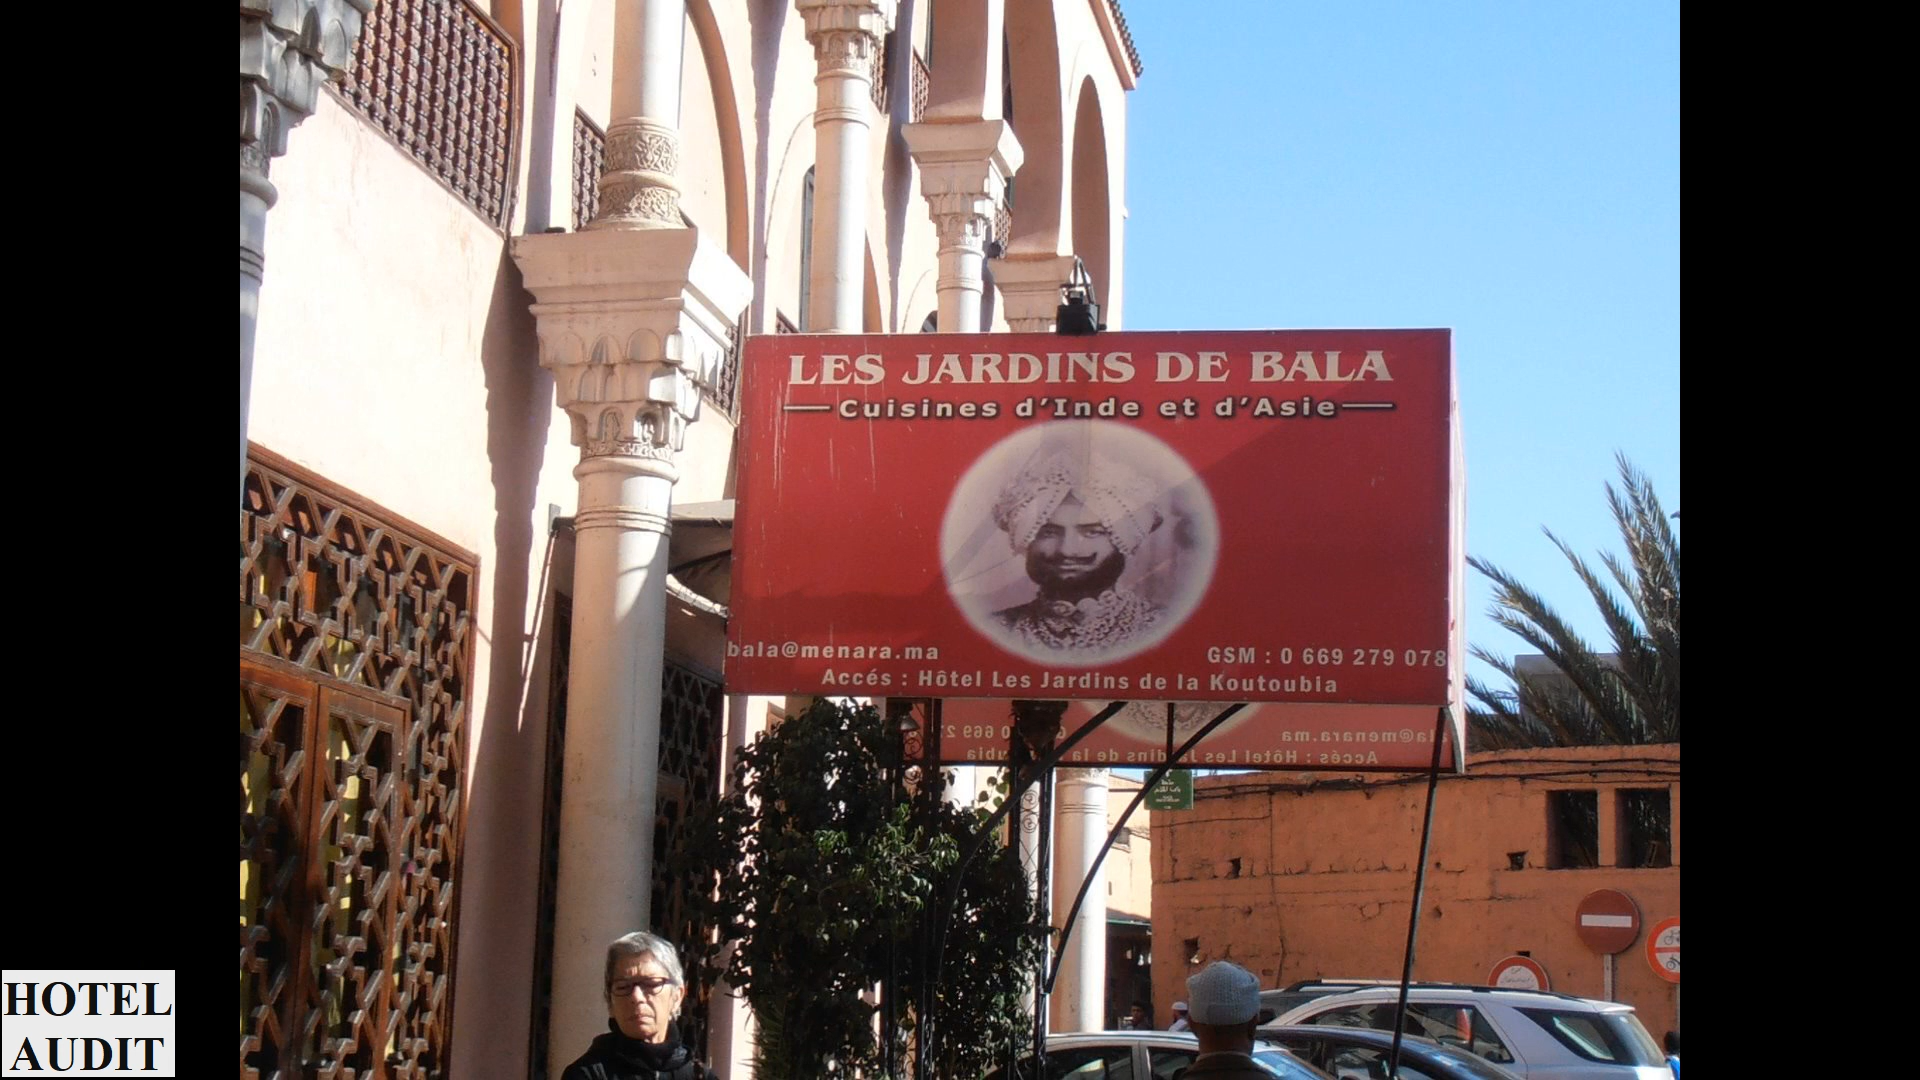 LES JARDINS DE BALA
Cuisines d'Inde et d'Asie
bala@menara.ma
GSM : 0 669 279 078
Accés : Hôtel Les Jardins de la Koutoubia
HOTEL
AUDIT